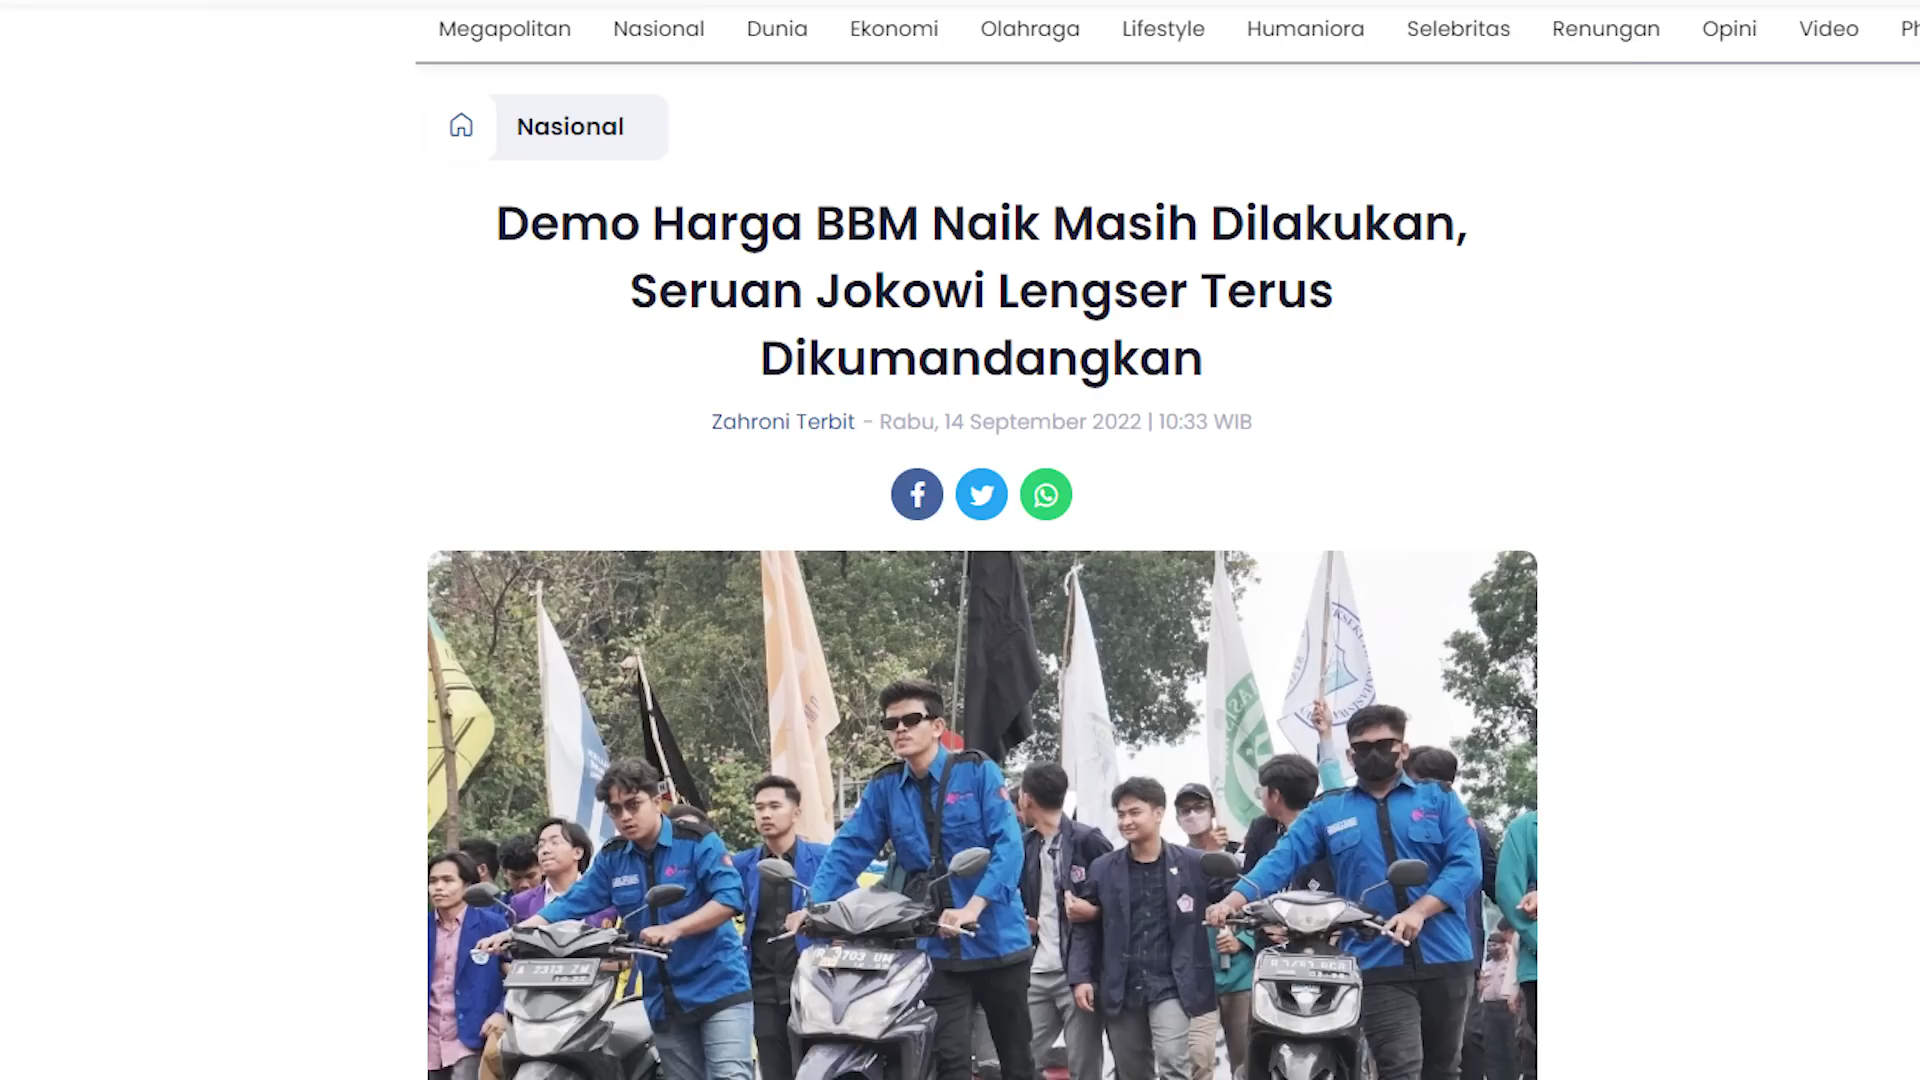 Megapolitan Nasional Dunia Ekonomi Olahraga Lifestyle Humaniora Selebritas Renungan Opini Video Ph
Nasional
Demo Harga BBM Naik Masih Dilakukan,
Seruan Jokowi Lengser Terus
Dikumandangkan
Zahroni Terbit - Rabu, 14 September 2022 | 10:33 WIB